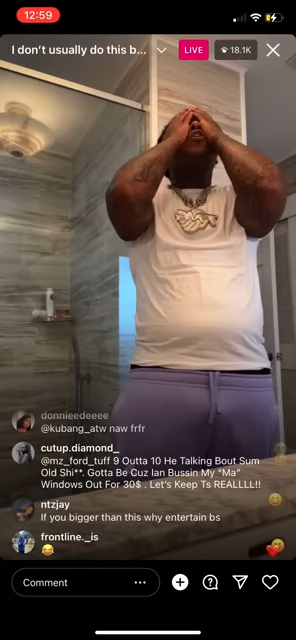 12:59
I don't usually do this b...
LIVE
18.1K
donnieedeeee
@kubang_atw naw frfr
cutup.diamond_
@mz_ford_tuff 9 Outta 10 He Talking Bout Sum
Old Shi**. Gotta Be Cuz Ian Bussin My “Ma”
Windows Out For 30$ . Let's Keep Ts REALLLL!!
ntzjay
If you bigger than this why entertain bs
frontline._is
Comment